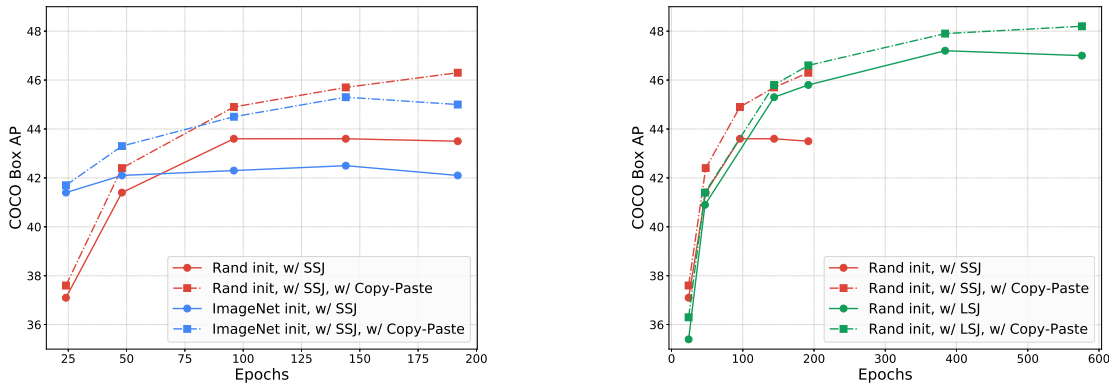 48
46
44
42
40
38
36
COCO Box AP
25
50
75
100
125
150
175
200
Epochs
Rand init, w/ SSJ
Rand init, w/ SSJ, w/ Copy-Paste
ImageNet init, w/ SSJ
ImageNet init, w/ SSJ, w/ Copy-Paste
48
46
44
42
40
38
36
COCO Box AP
0
100
200
300
400
500
600
Epochs
Rand init, w/ SSJ
Rand init, w/ SSJ, w/ Copy-Paste
Rand init, w/ LSJ
Rand init, w/ LSJ, w/ Copy-Paste